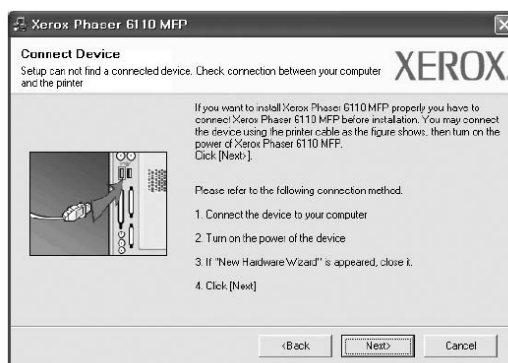 Xerox Phaser 6110 MFP
Connect Device
Setup can not find a connected device. Check connection between your computer
and the printer
XEROX.
If you want to install Xerox Phaser 6110 MFP properly you have to
connect Xerox Phaser 6110 MFP before installation. You may connect
the device using the printer cable as the figure shows, then turn on the
power of Xerox Phaser 6110 MFP.
Click [Next>].
Please refer to the following connection method.
1. Connect the device to your computer
2. Turn on the power of the device
3. If "New Hardware Wizard" is appeared, close it.
4. Click [Next]
<Back
Next>
Cancel